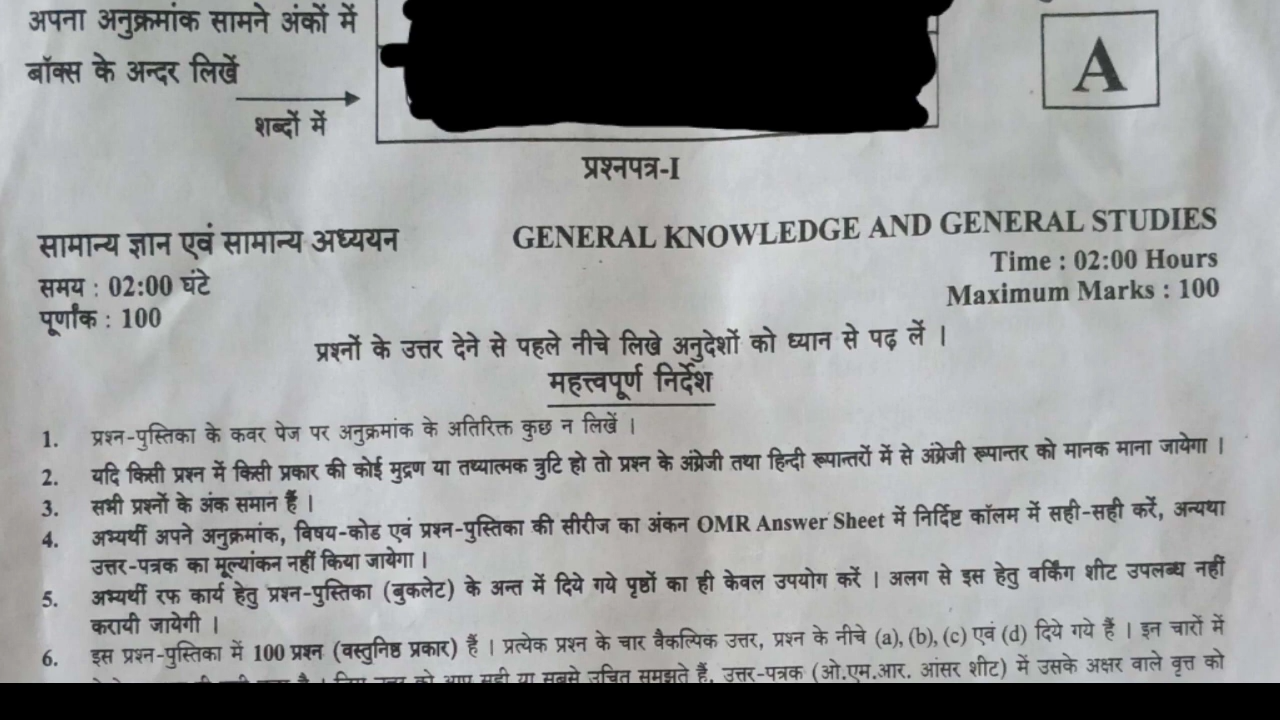 अपना अनुक्रमांक सामने अंकों में
बॉक्स के अन्दर लिखें
शब्दों में
A
प्रश्नपत्र-I
सामान्य ज्ञान एवं सामान्य अध्ययन
GENERAL KNOWLEDGE AND GENERAL STUDIES
समय : 02:00 घंटे
Time : 02:00 Hours
पूर्णांक : 100
Maximum Marks : 100
प्रश्नों के उत्तर देने से पहले नीचे लिखे अनुदेशों को ध्यान से पढ़ लें ।
महत्त्वपूर्ण निर्देश
1. प्रश्न-पुस्तिका के कवर पेज पर अनुक्रमांक के अतिरिक्त कुछ न लिखें ।
2. यदि किसी प्रश्न में किसी प्रकार की कोई मुद्रण या तथ्यात्मक त्रुटि हो तो प्रश्न के अंग्रेजी तथा हिन्दी रूपान्तरों में से अंग्रेजी रूपान्तर को मानक माना जायेगा ।
3. सभी प्रश्नों के अंक समान हैं ।
4. अभ्यर्थी अपने अनुक्रमांक, विषय-कोड एवं प्रश्न-पुस्तिका की सीरीज का अंकन OMR Answer Sheet में निर्दिष्ट कॉलम में सही-सही करें, अन्यथा
उत्तर-पत्रक का मूल्यांकन नहीं किया जायेगा ।
5. अभ्यर्थी रफ कार्य हेतु प्रश्न-पुस्तिका (बुकलेट) के अन्त में दिये गये पृष्ठों का ही केवल उपयोग करें । अलग से इस हेतु वर्किंग शीट उपलब्ध नहीं
करायी जायेगी ।
6. इस प्रश्न-पुस्तिका में 100 प्रश्न (वस्तुनिष्ठ प्रकार) हैं । प्रत्येक प्रश्न के चार वैकल्पिक उत्तर, प्रश्न के नीचे (a), (b), (c) एवं (d) दिये गये हैं । इन चारों में
उत्तर को आप सही या सबसे उचित समझते हैं, उत्तर-पत्रक (ओ.एम.आर. आंसर शीट) में उसके अक्षर वाले वृत्त को